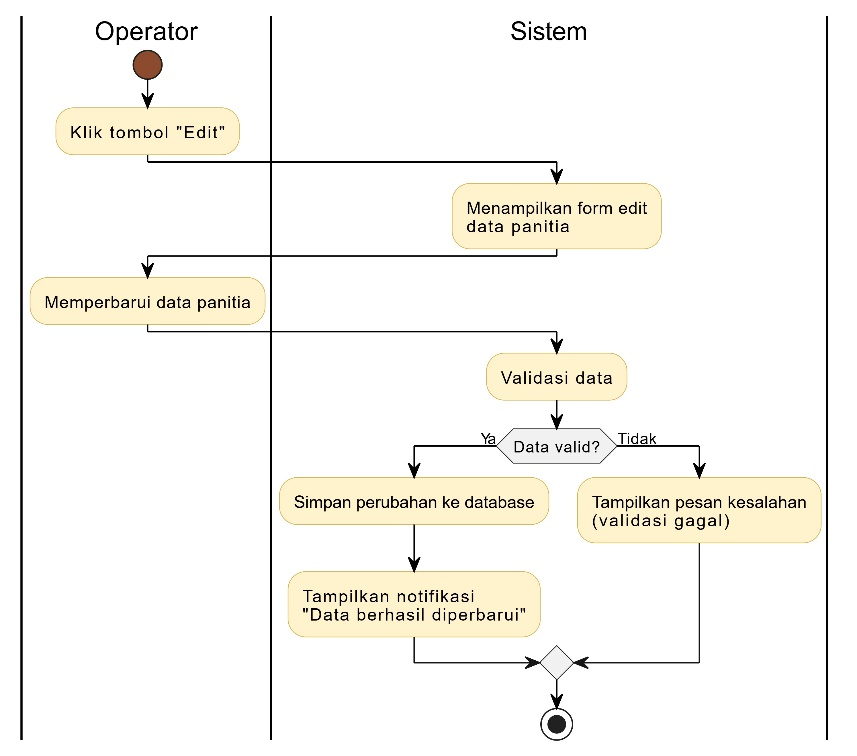 Operator
Sistem
Klik tombol "Edit"
Menampilkan form edit
data panitia
Memperbarui data panitia
Validasi data
Ya
Data valid?
Tidak
Simpan perubahan ke database
Tampilkan pesan kesalahan
(validasi gagal)
Tampilkan notifikasi
"Data berhasil diperbarui"